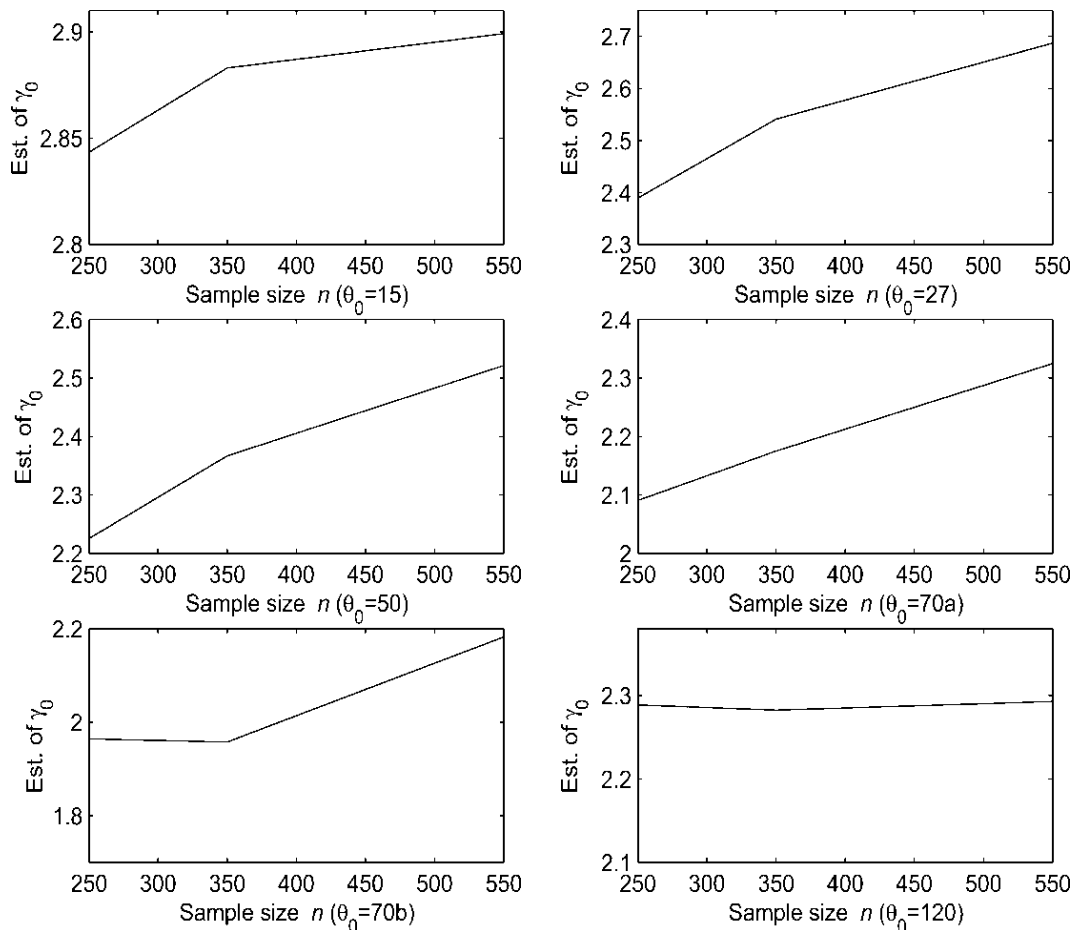 2.9
2.85
2.8
Est. of γ0
250 300 350 400 450 500 550
Sample size n (θ0=15)
2.7
2.6
2.5
2.4
2.3
Est. of γ0
250 300 350 400 450 500 550
Sample size n (θ0=27)
2.6
2.5
2.4
2.3
2.2
Est. of γ0
250 300 350 400 450 500 550
Sample size n (θ0=50)
2.4
2.3
2.2
2.1
2
Est. of γ0
250 300 350 400 450 500 550
Sample size n (θ0=70a)
2.2
2
1.8
Est. of γ0
250 300 350 400 450 500 550
Sample size n (θ0=70b)
2.3
2.2
2.1
Est. of γ0
250 300 350 400 450 500 550
Sample size n (θ0=120)